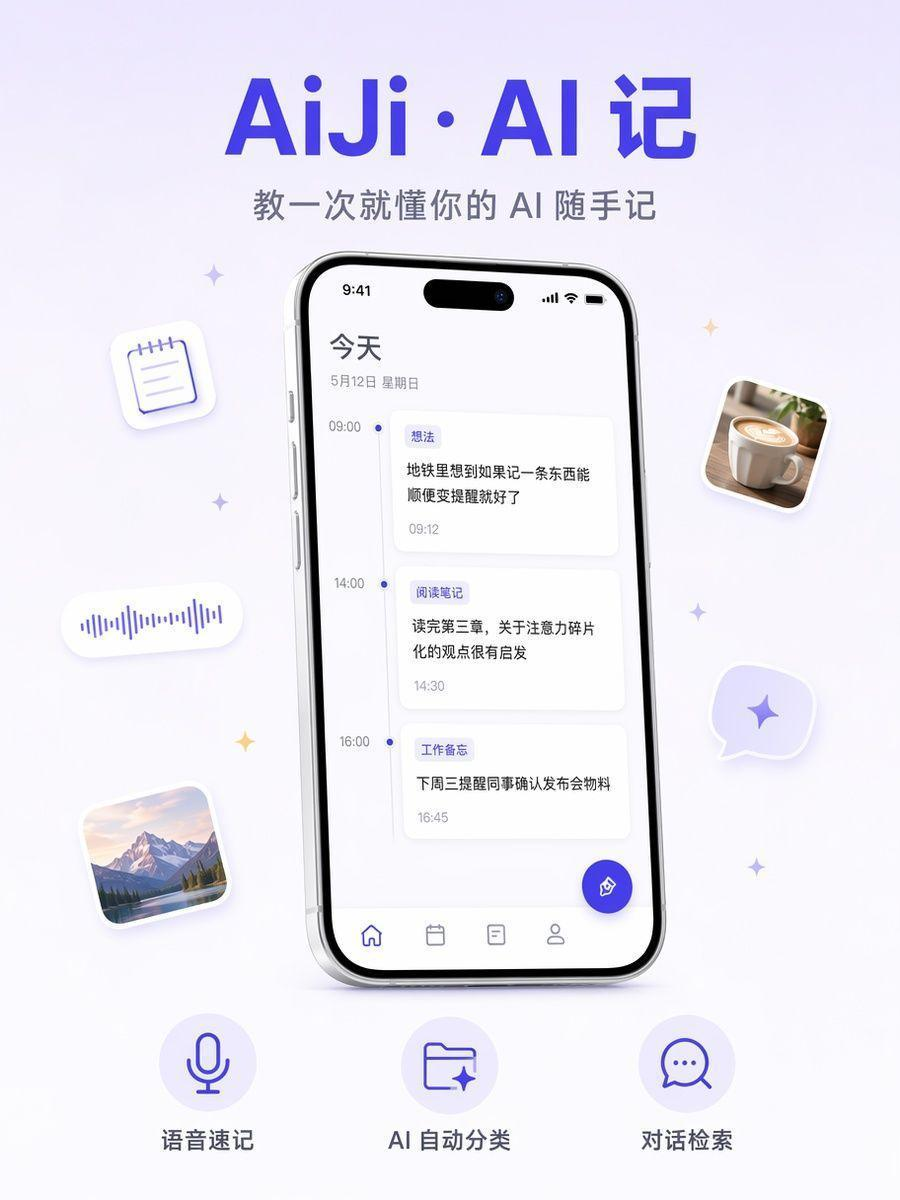 AiJi · AI 记
教一次就懂你的 AI 随手记
9:41
今天
5月12日 星期日
09:00
想法
地铁里想到如果记一条东西能
顺便变提醒就好了
09:12
14:00
阅读笔记
读完第三章，关于注意力碎片
化的观点很有启发
14:30
16:00
工作备忘
下周三提醒同事确认发布会物料
16:45
语音速记
AI 自动分类
对话检索